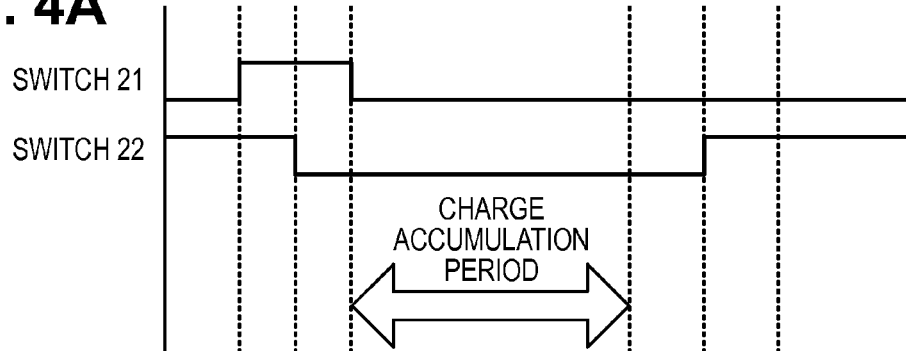 . 4A
SWITCH 21
SWITCH 22
CHARGE
ACCUMULATION
PERIOD